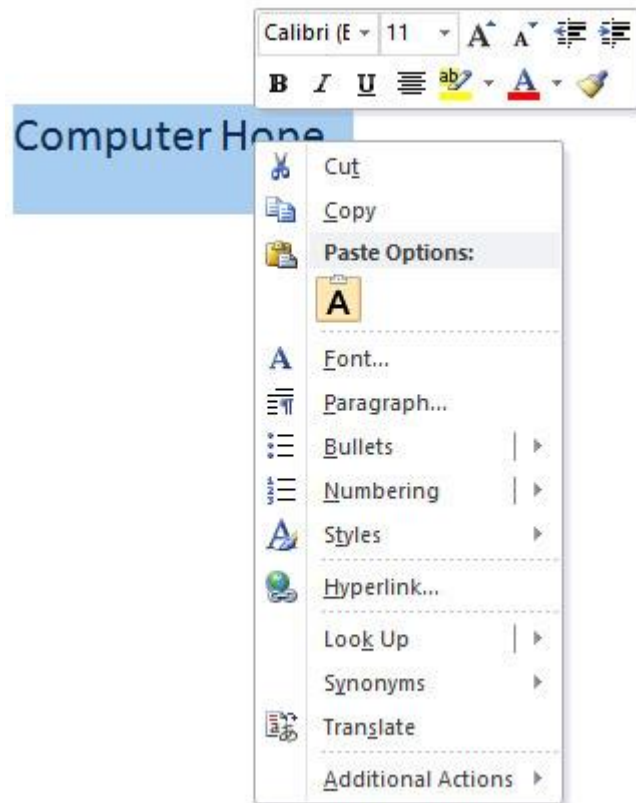 Calibri (E 11 A A
B I U ab A
Computer Hope
Cut
Copy
Paste Options:
A
Font...
Paragraph...
Bullets
Numbering
Styles
Hyperlink...
Look Up
Synonyms
Translate
Additional Actions